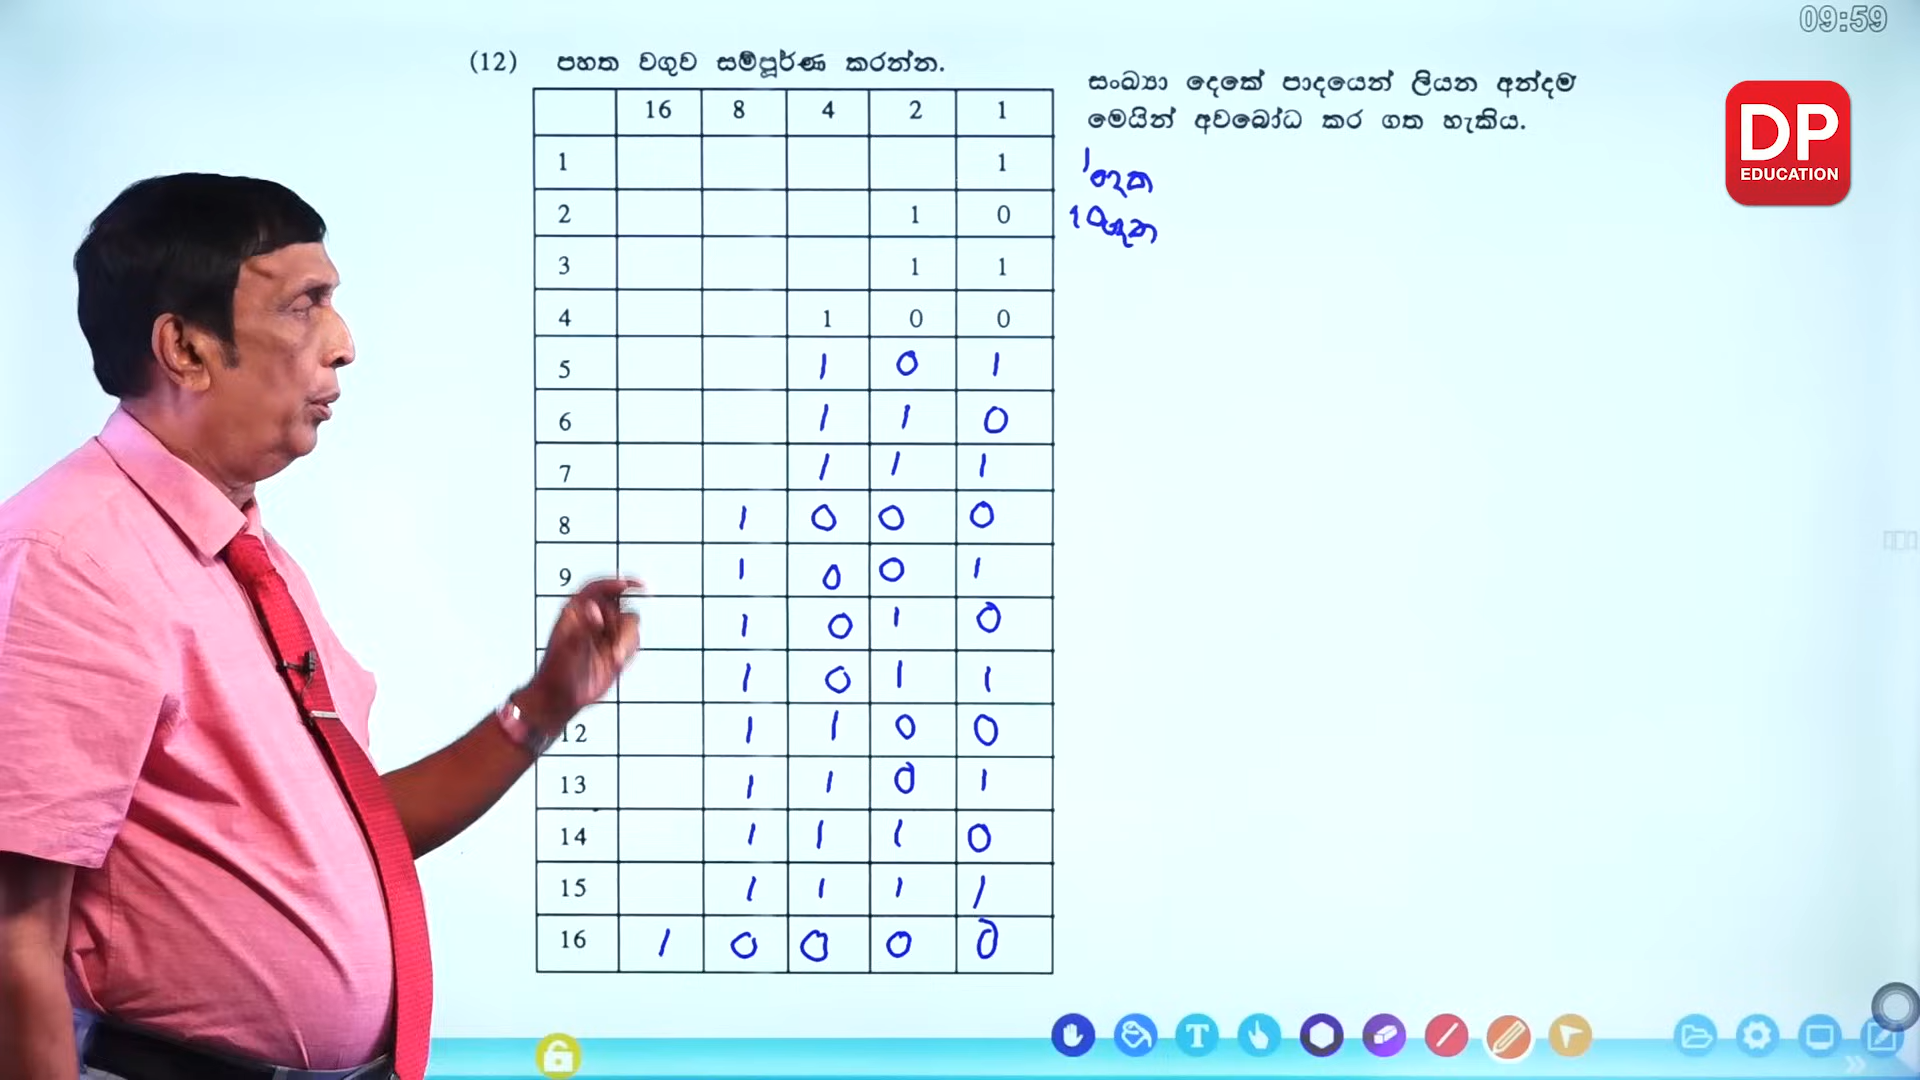 09:59
(12) පහත වගුව සම්පූර්ණ කරන්න.
සංඛ්‍යා දෙකේ පාදයෙන් ලියන අන්දම
මෙයින් අවබෝධ කර ගත හැකිය.
DP
EDUCATION
16 8 4 2 1
1 1
1දෙක
2 1 0
10දෙක
3 1 1
4 1 0 0
5 1 0 1
6 1 1 0
7 1 1 1
8 1 0 0 0
9 1 0 0 1
1 0 1 0
1 0 1 1
12 1 1 0 0
13 1 1 0 1
14 1 1 1 0
15 1 1 1 1
16 1 0 0 0 0